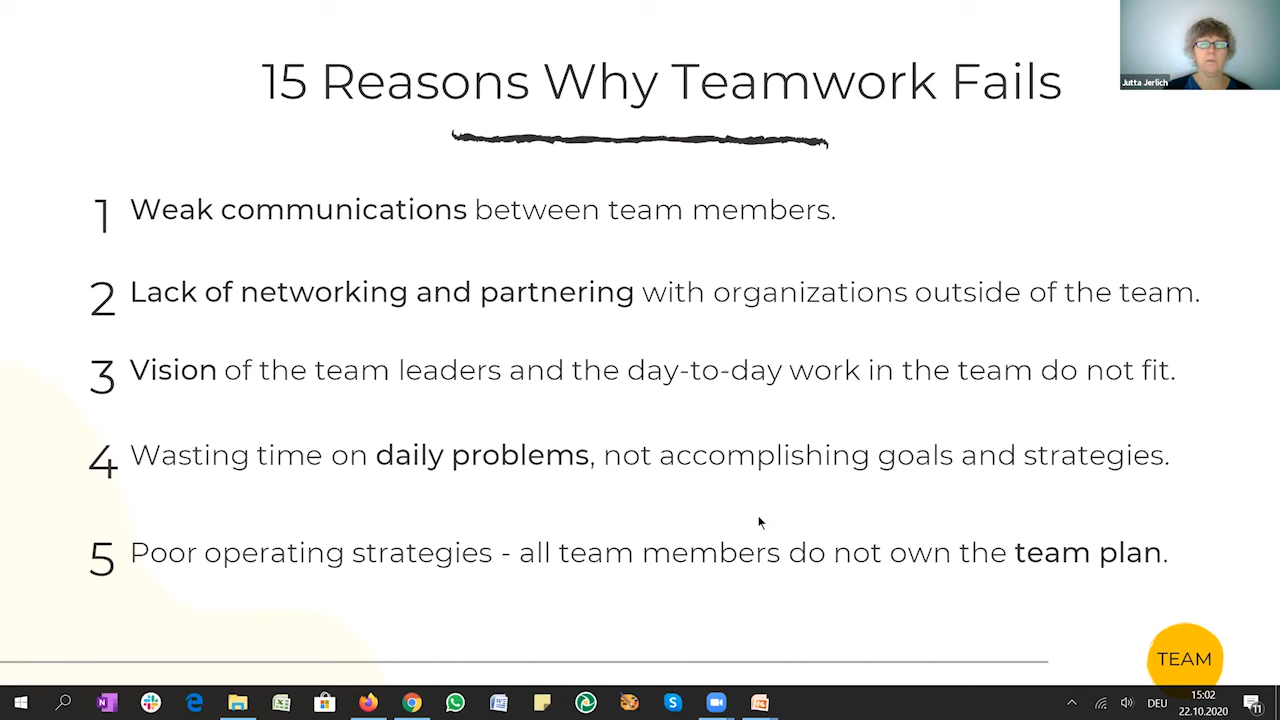 15 Reasons Why Teamwork Fails
Jutta Jerlich
1 Weak communications between team members.
2 Lack of networking and partnering with organizations outside of the team.
3 Vision of the team leaders and the day-to-day work in the team do not fit.
4 Wasting time on daily problems, not accomplishing goals and strategies.
5 Poor operating strategies - all team members do not own the team plan.
TEAM
DEU
15:02
22.10.2020
11